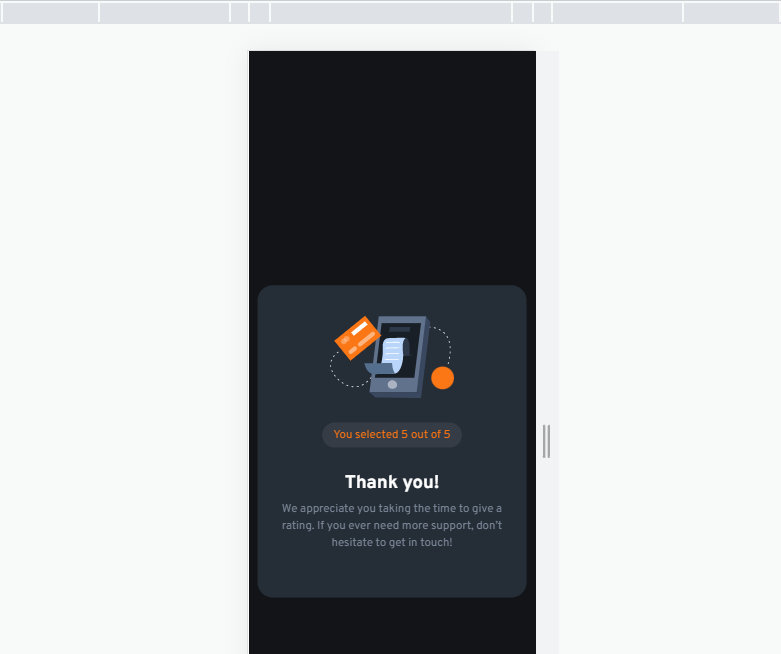 You selected 5 out of 5
Thank you!
We appreciate you taking the time to give a
rating. If you ever need more support, don't
hesitate to get in touch!